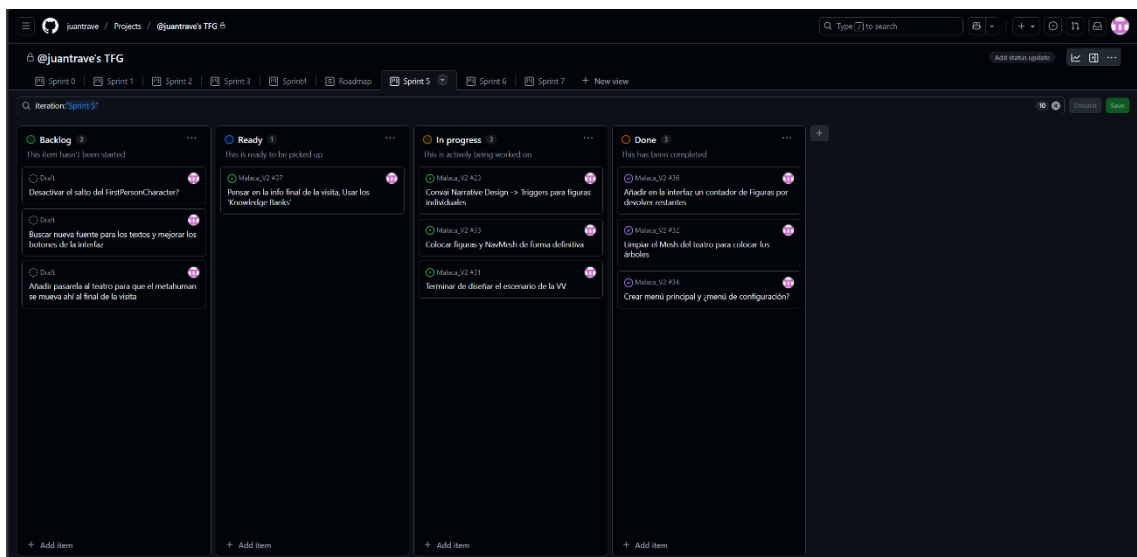 juantrave / Projects / @juantrave's TFG
Type / to search
@juantrave's TFG
Add status update
Sprint 0
Sprint 1
Sprint 2
Sprint 3
Sprint4
Roadmap
Sprint 5
Sprint 6
Sprint 7
+ New view
iteration:"Sprint 5"
10
Discard
Save
Backlog 3
This item hasn't been started
Draft
Desactivar el salto del FirstPersonCharacter?
Draft
Buscar nueva fuente para los textos y mejorar los
botones de la interfaz
Draft
Añadir pasarela al teatro para que el metahuman
se mueva ahí al final de la visita
+ Add item
Ready 1
This is ready to be picked up
Malaca_V2 #37
Pensar en la info final de la visita, Usar los
'Knowledge Banks'
+ Add item
In progress 3
This is actively being worked on
Malaca_V2 #23
Convai Narrative Design -> Triggers para figuras
individuales
Malaca_V2 #33
Colocar figuras y NavMesh de forma definitiva
Malaca_V2 #31
Terminar de diseñar el escenario de la VV
+ Add item
Done 3
This has been completed
Malaca_V2 #36
Añadir en la interfaz un contador de Figuras por
devolver restantes
Malaca_V2 #32
Limpiar el Mesh del teatro para colocar los
árboles
Malaca_V2 #34
Crear menú principal y ¿menú de configuración?
+ Add item